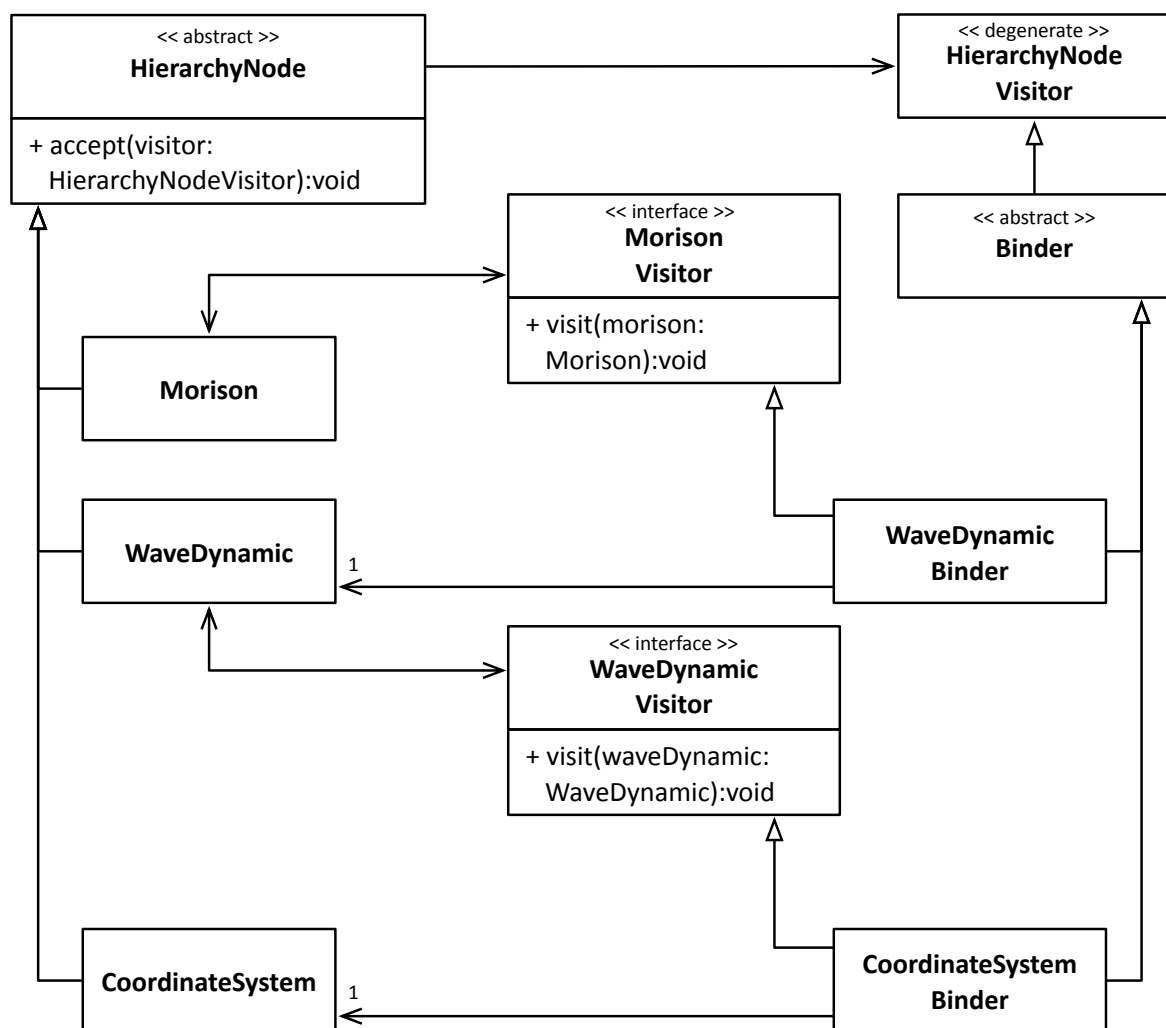 << abstract >>
HierarchyNode
+ accept(visitor:
HierarchyNodeVisitor):void
<< degenerate >>
HierarchyNode
Visitor
<< interface >>
Morison
Visitor
+ visit(morison:
Morison):void
<< abstract >>
Binder
Morison
WaveDynamic
1
WaveDynamic
Binder
<< interface >>
WaveDynamic
Visitor
+ visit(waveDynamic:
WaveDynamic):void
CoordinateSystem
1
CoordinateSystem
Binder